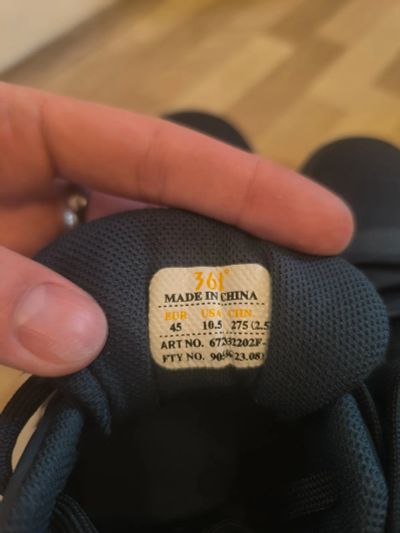 361°
MADE IN CHINA
EUR USA CHN
45 10.5 275(2.5
ART NO.
FTY NO.